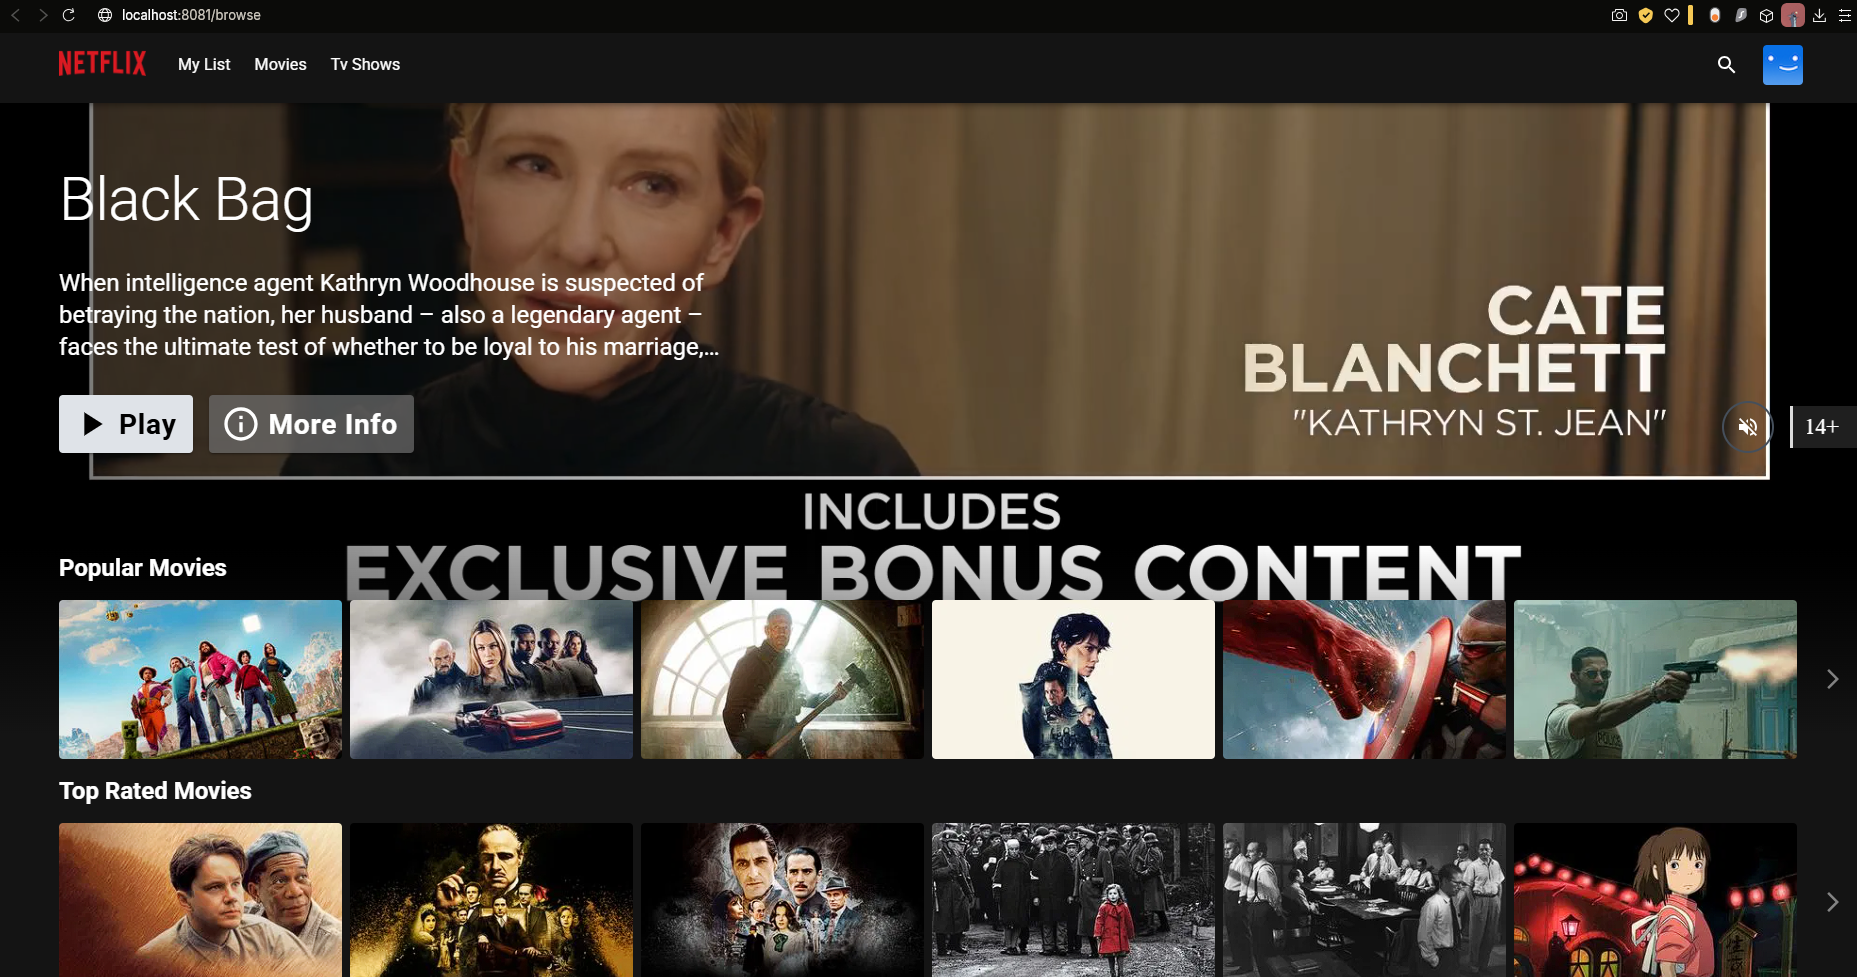 localhost:8081/browse
NETFLIX
My List
Movies
Tv Shows
Black Bag
When intelligence agent Kathryn Woodhouse is suspected of
betraying the nation, her husband – also a legendary agent –
faces the ultimate test of whether to be loyal to his marriage,...
Play
More Info
CATE
BLANCHETT
"KATHRYN ST. JEAN"
14+
INCLUDES
EXCLUSIVE BONUS CONTENT
Popular Movies
Top Rated Movies